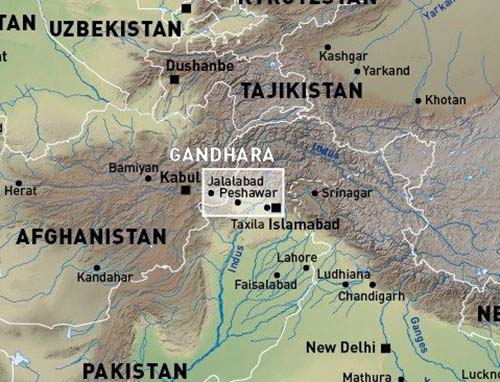 KYRGYZSTAN
TAN
UZBEKISTAN
Yarkand
Kashgar
Dushanbe
Yarkand
TAJIKISTAN
Khotan
GANDHARA
Indus
Bamiyan
Kabul
Jalalabad
Herat
Peshawar
Srinagar
Taxila Islamabad
AFGHANISTAN
Indus
Lahore
Kandahar
Ludhiana
Faisalabad
Chandigarh
NE
Ganges
New Delhi
PAKISTAN
Mathura
Luckno